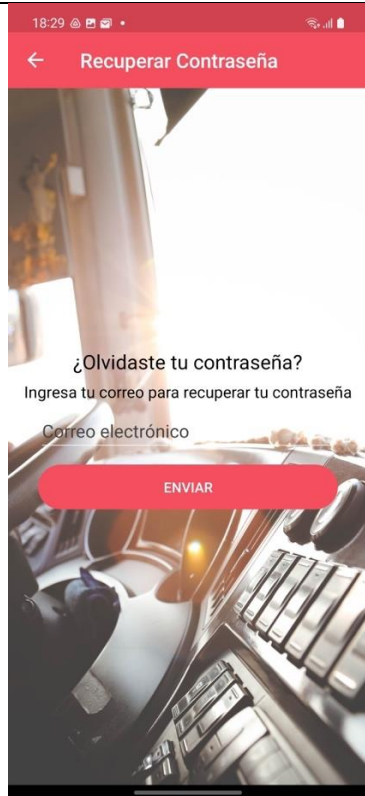 18:29
Recuperar Contraseña
¿Olvidaste tu contraseña?
Ingresa tu correo para recuperar tu contraseña
Correo electrónico
ENVIAR